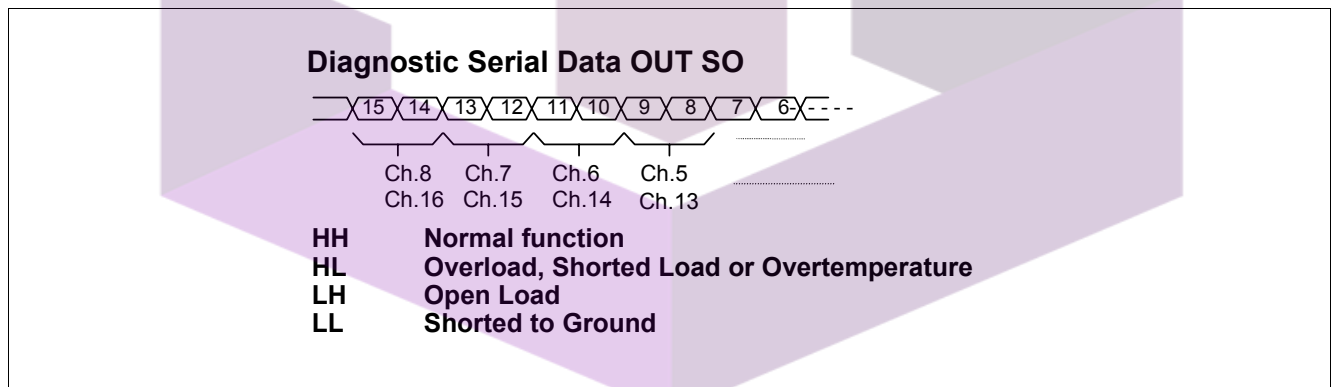 Diagnostic Serial Data OUT SO
15 14 13 12 11 10 9 8 7 6
Ch.8 Ch.7 Ch.6 Ch.5
Ch.16 Ch.15 Ch.14 Ch.13
HH Normal function
HL Overload, Shorted Load or Overtemperature
LH Open Load
LL Shorted to Ground